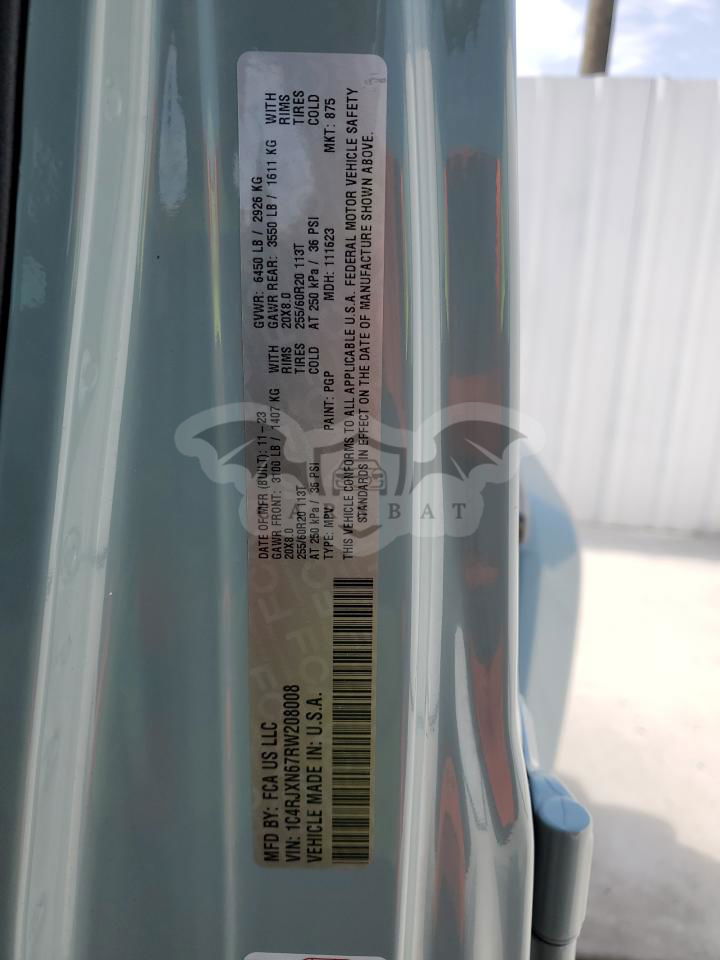 MFD BY: FCA US LLC
VIN: 1C4RJXN67RW208008
VEHICLE MADE IN: U.S.A.
DATE OF MFR (BUILT): 11-23
GAWR FRONT: 3100 LB / 1407 KG WITH
20X8.0 RIMS
255/60R20 113T TIRES
AT 250 kPa / 36 PSI COLD
TYPE: MPV PAINT: PGP
GVWR: 6450 LB / 2926 KG
GAWR REAR: 3550 LB / 1611 KG WITH
20X8.0 RIMS
255/60R20 113T TIRES
AT 250 kPa / 36 PSI COLD
MDH: 111623 MKT: 875
THIS VEHICLE CONFORMS TO ALL APPLICABLE U.S.A. FEDERAL MOTOR VEHICLE SAFETY
STANDARDS IN EFFECT ON THE DATE OF MANUFACTURE SHOWN ABOVE.